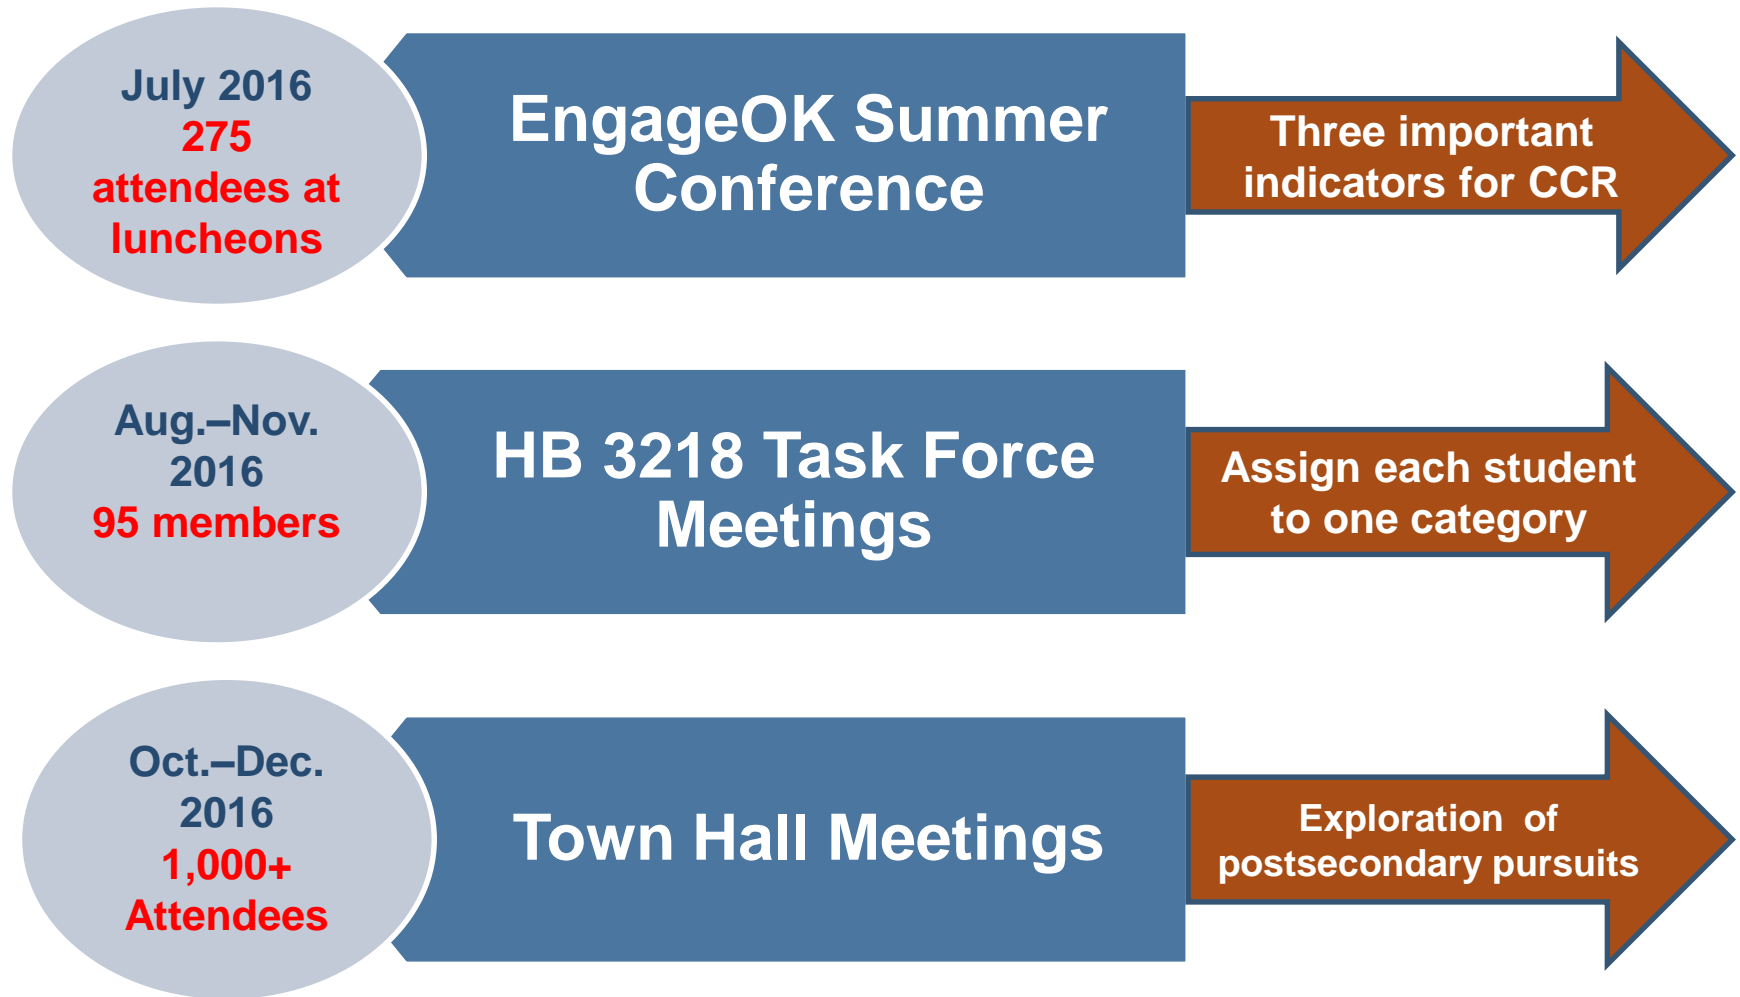 July 2016
275
attendees at
luncheons
EngageOK Summer
Conference
Three important
indicators for CCR
Aug.–Nov.
2016
95 members
HB 3218 Task Force
Meetings
Assign each student
to one category
Oct.–Dec.
2016
1,000+
Attendees
Town Hall Meetings
Exploration of
postsecondary pursuits